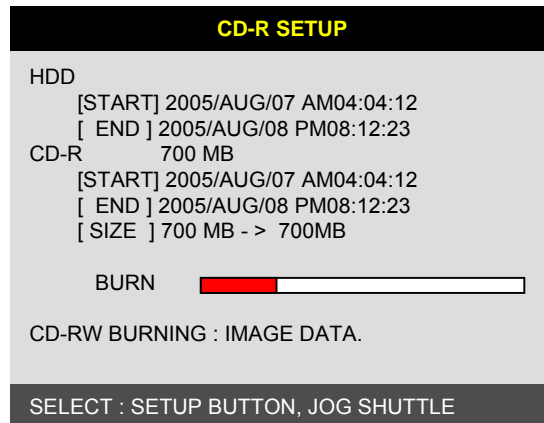 CD-R SETUP
HDD
[START] 2005/AUG/07 AM04:04:12
[ END ] 2005/AUG/08 PM08:12:23
CD-R 700 MB
[START] 2005/AUG/07 AM04:04:12
[ END ] 2005/AUG/08 PM08:12:23
[ SIZE ] 700 MB - > 700MB
BURN
CD-RW BURNING : IMAGE DATA.
SELECT : SETUP BUTTON, JOG SHUTTLE